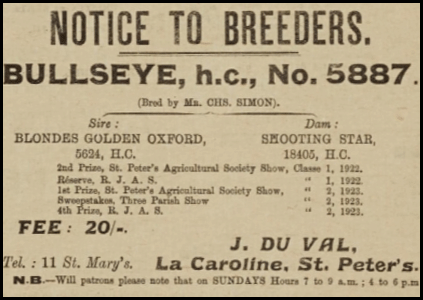 NOTICE TO BREEDERS.
BULLSEYE, h.c., No. 5887.
(Bred by MR. CHS. SIMON).
Sire : Dam :
BLONDES GOLDEN OXFORD, SHOOTING STAR,
5624, H.C. 18405, H.C.
2nd Prize, St. Peter's Agricultural Society Show, Classe 1, 1922.
Réserve, R. J. A. S. " 1, 1922.
1st Prize, St. Peter's Agricultural Society Show, " 2, 1923.
Sweepstakes, Three Parish Show " 2, 1923.
4th Prize, R. J. A. S. " 2, 1923.
FEE : 20/-.
J. DU VAL,
Tel. : 11 St. Mary's. La Caroline, St. Peter's.
N.B.—Will patrons please note that on SUNDAYS Hours 7 to 9 a.m. ; 4 to 6 p.m